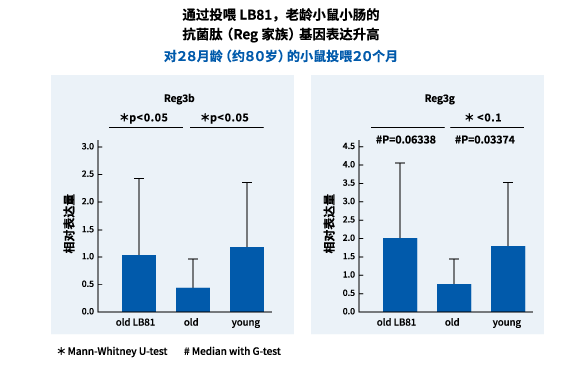 通过投喂 LB81，老龄小鼠小肠的
抗菌肽（Reg 家族）基因表达升高
对28月龄（约80岁）的小鼠投喂20个月
Reg3b
＊p<0.05 ＊p<0.05
相对表达量
3.0
2.5
2.0
1.5
1.0
0.5
0.0
old LB81 old young
Reg3g
＊ <0.1
#P=0.06338 #P=0.03374
相对表达量
4.5
4.0
3.5
3.0
2.5
2.0
1.5
1.0
0.5
0.0
old LB81 old young
＊ Mann-Whitney U-test # Median with G-test